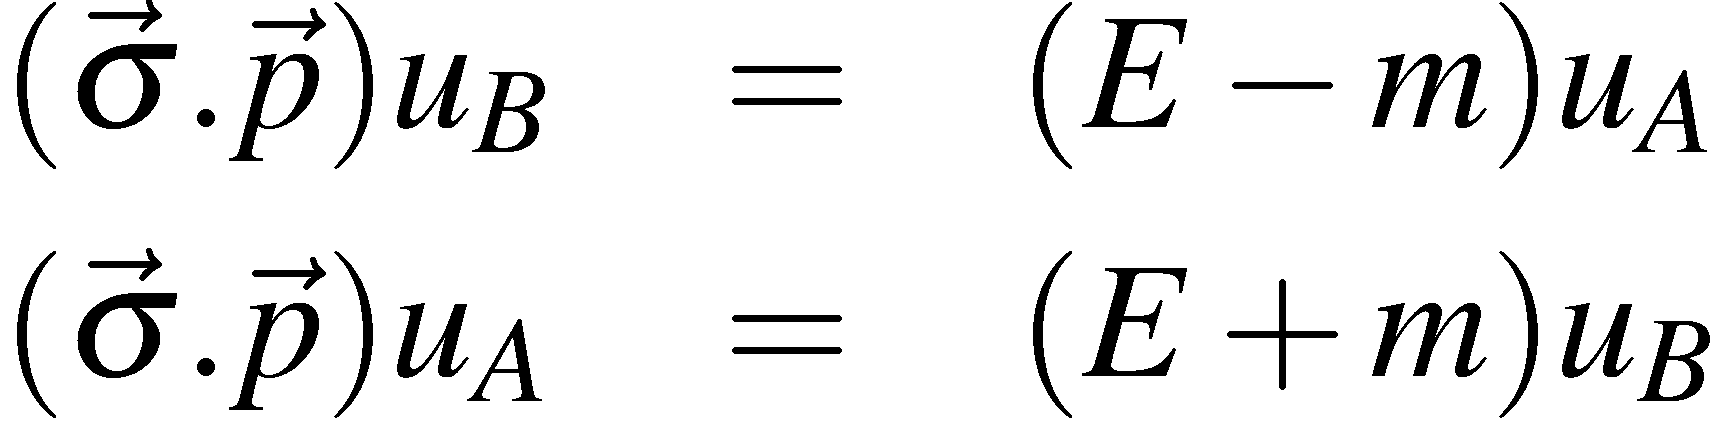 (σ⃗.p⃗)u_B = (E − m)u_A
(σ⃗.p⃗)u_A = (E + m)u_B